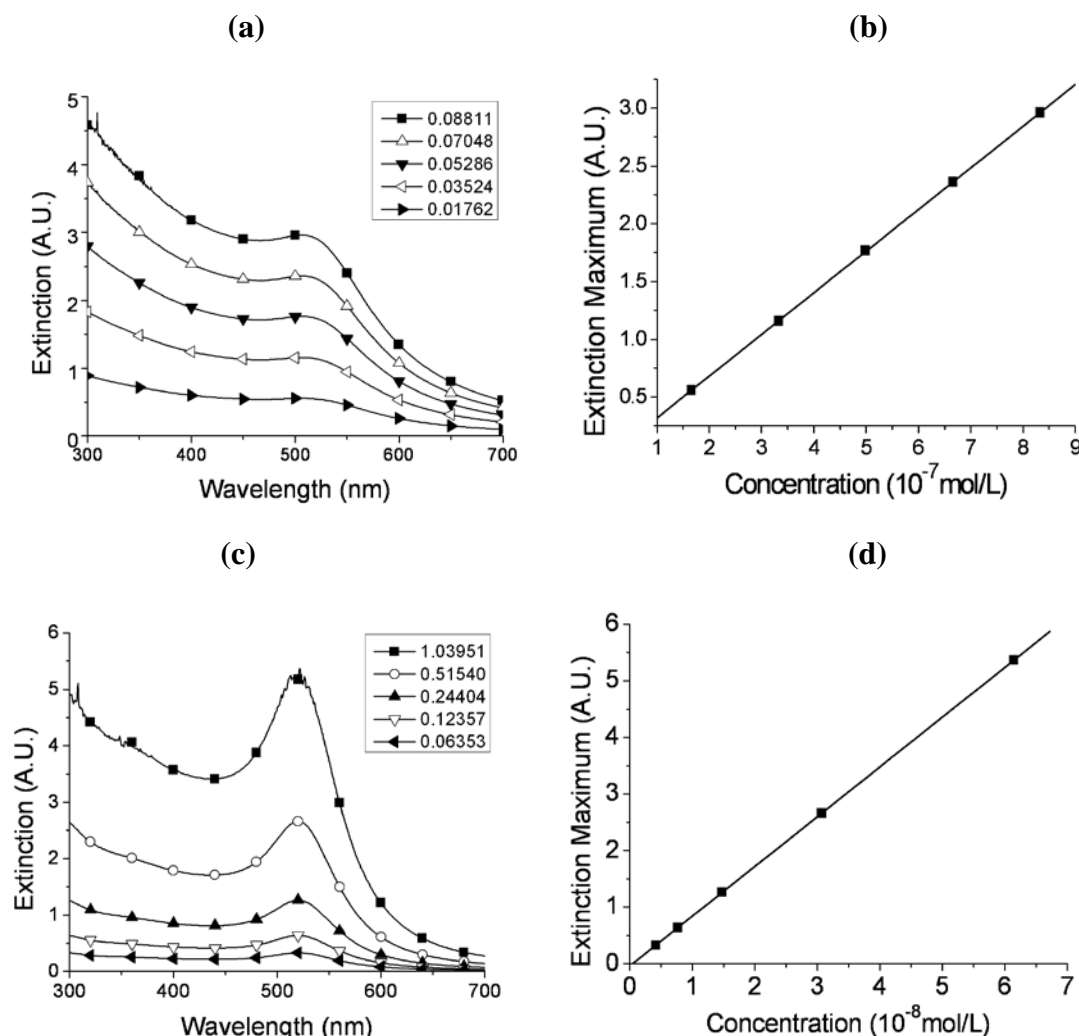 (a)
5
4
3
2
1
0
Extinction (A.U.)
300 400 500 600 700
Wavelength (nm)
0.08811
0.07048
0.05286
0.03524
0.01762
(b)
3.0
2.5
2.0
1.5
1.0
0.5
Extinction Maximum (A.U.)
1 2 3 4 5 6 7 8 9
Concentration (10⁻⁷mol/L)
(c)
6
5
4
3
2
1
0
Extinction (A.U.)
300 400 500 600 700
Wavelength (nm)
1.03951
0.51540
0.24404
0.12357
0.06353
(d)
6
5
4
3
2
1
0
Extinction Maximum (A.U.)
0 1 2 3 4 5 6 7
Concentration (10⁻⁸mol/L)